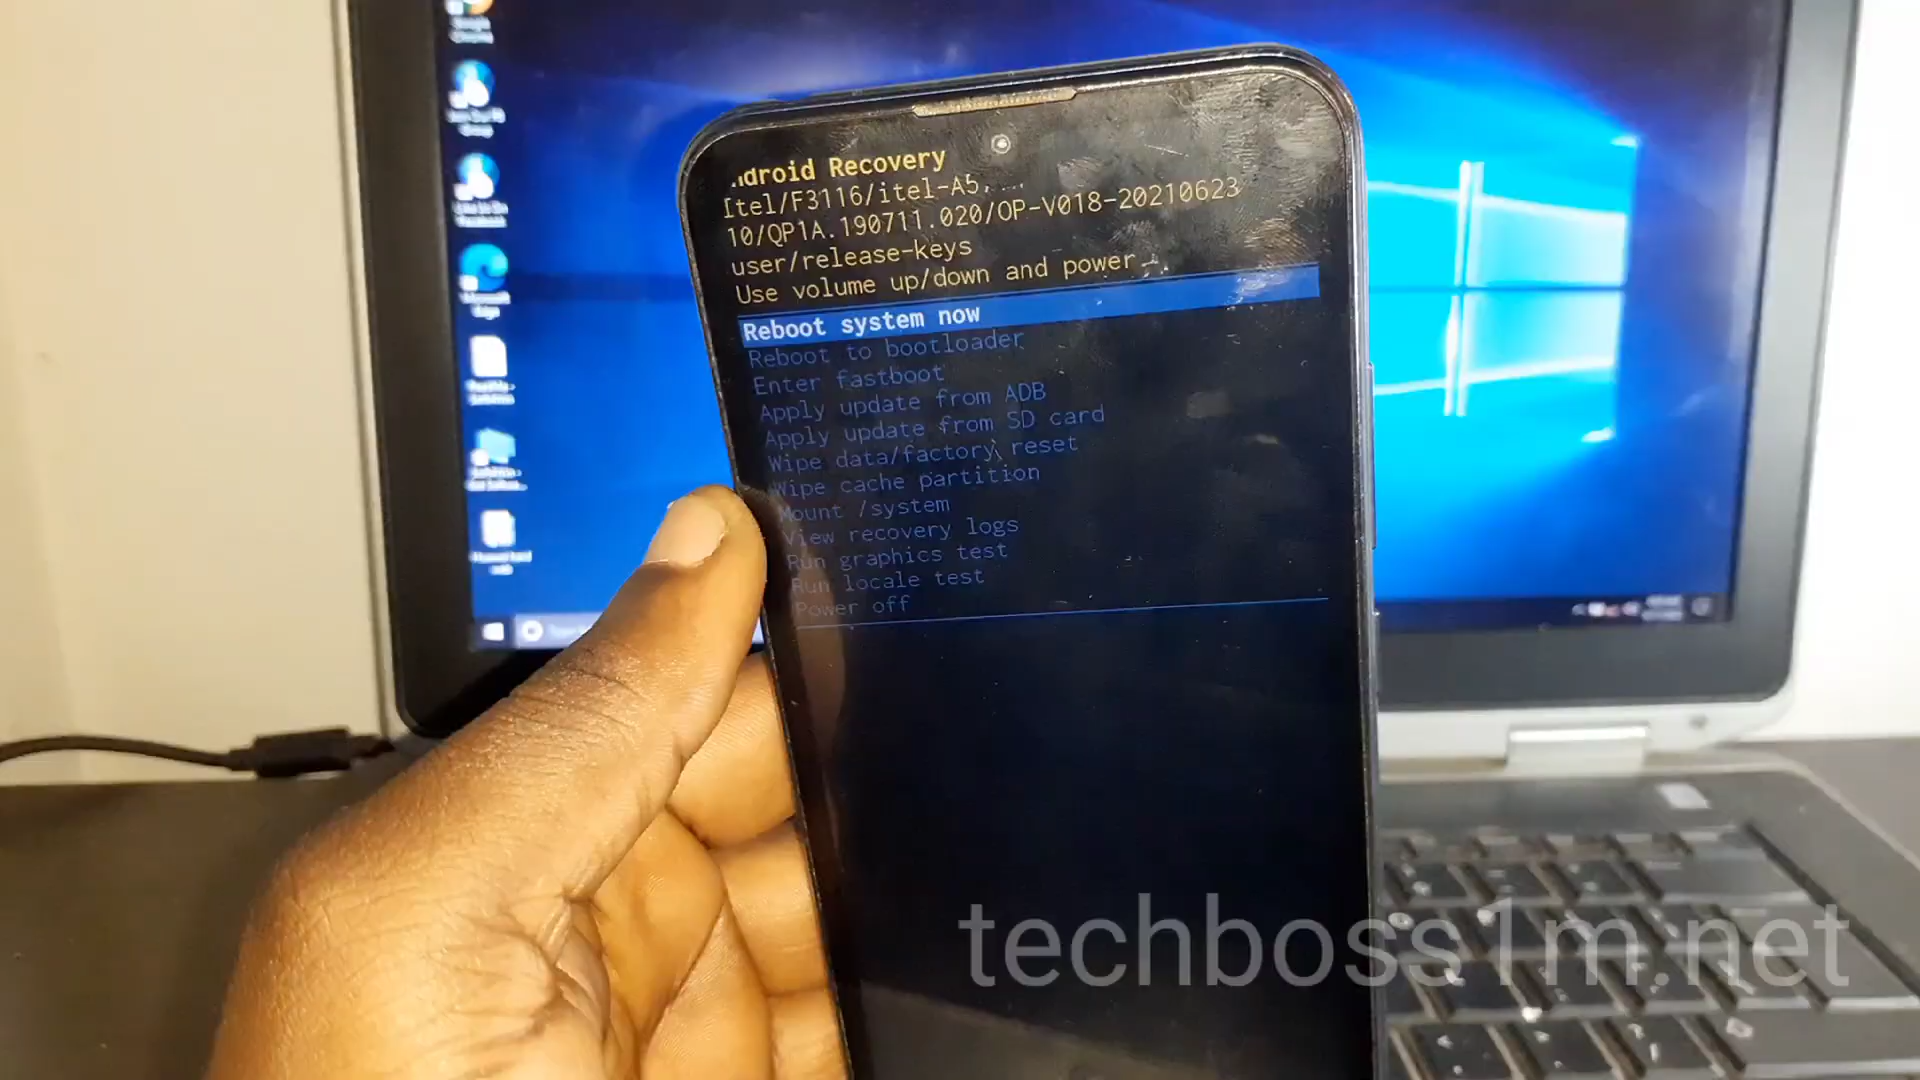 ndroid Recovery
Itel/F3116/itel-A5
10/QP1A.190711.020/OP-V018-20210623
user/release-keys
Use volume up/down and power
Reboot system now
Reboot to bootloader
Enter fastboot
Apply update from ADB
Apply update from SD card
Wipe data/factory reset
Wipe cache partition
Mount /system
View recovery logs
Run graphics test
Run locale test
Power off
techboss1m.net